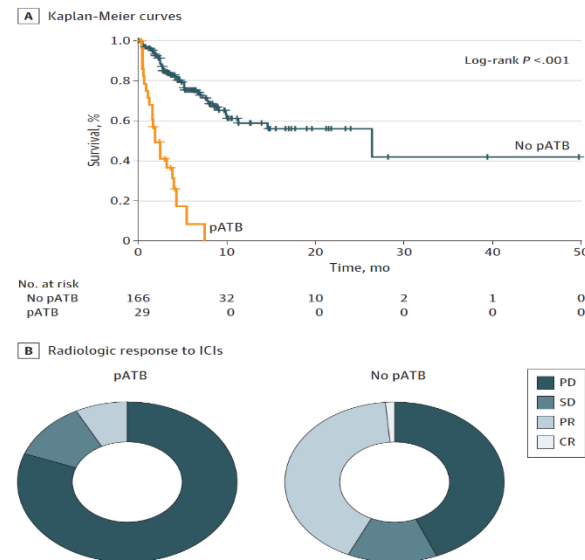 A Kaplan-Meier curves
1.0
Log-rank P <.001
0.8
0.6
No pATB
0.4
0.2
pATB
0
0 10 20 30 40 50
Survival, %
Time, mo
No. at risk
No pATB 166 32 10 2 1 0
pATB 29 0 0 0 0 0
B Radiologic response to ICIs
pATB No pATB
PD
SD
PR
CR